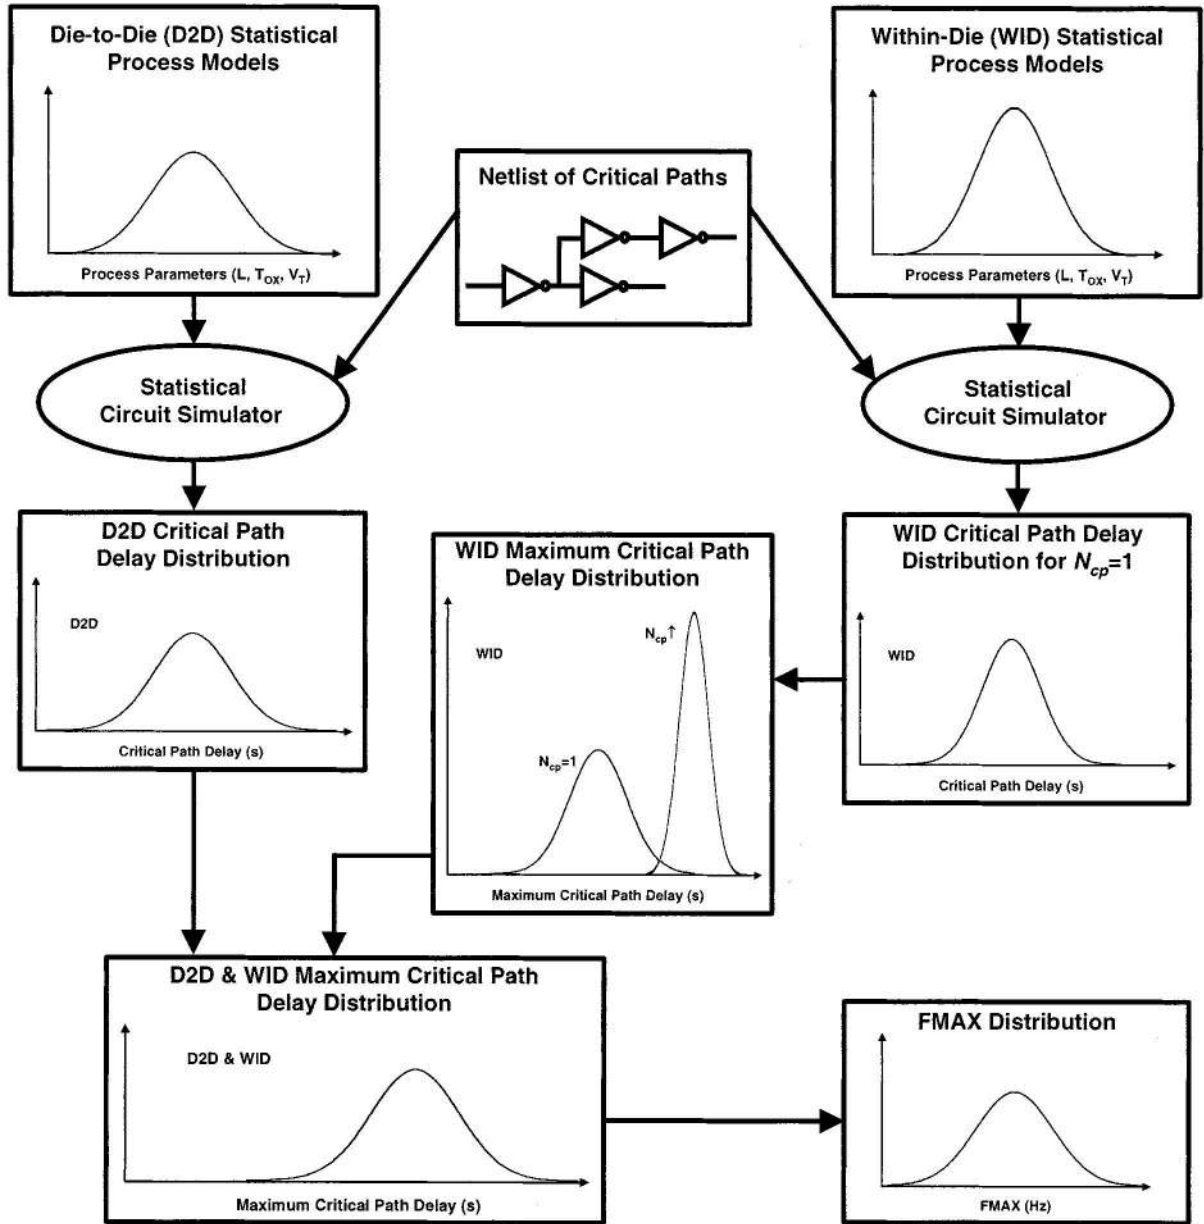 Die-to-Die (D2D) Statistical
Process Models
Process Parameters (L, TOX, VT)
Netlist of Critical Paths
Within-Die (WID) Statistical
Process Models
Process Parameters (L, TOX, VT)
Statistical
Circuit Simulator
Statistical
Circuit Simulator
D2D Critical Path
Delay Distribution
D2D
Critical Path Delay (s)
WID Maximum Critical Path
Delay Distribution
WID
Ncp↑
Ncp=1
Maximum Critical Path Delay (s)
WID Critical Path Delay
Distribution for Ncp=1
WID
Critical Path Delay (s)
D2D & WID Maximum Critical Path
Delay Distribution
D2D & WID
Maximum Critical Path Delay (s)
FMAX Distribution
FMAX (Hz)